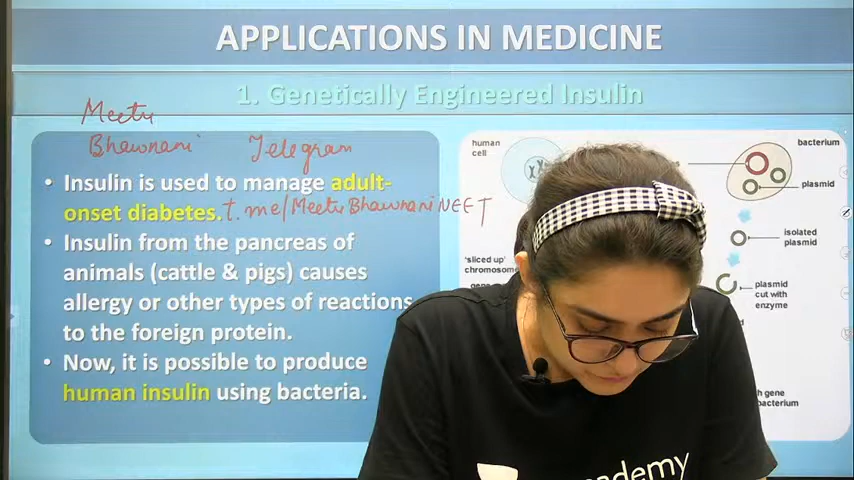 APPLICATIONS IN MEDICINE
1. Genetically Engineered Insulin
Meetu
Bhawnani Telegram
• Insulin is used to manage adult-
onset diabetes. t.me/MeetuBhawnaniNEET
• Insulin from the pancreas of
animals (cattle & pigs) causes
allergy or other types of reactions
to the foreign protein.
• Now, it is possible to produce
human insulin using bacteria.
human
cell
bacterium
plasmid
isolated
plasmid
'sliced up'
chromosome
plasmid
cut with
enzyme
gene
bacterium